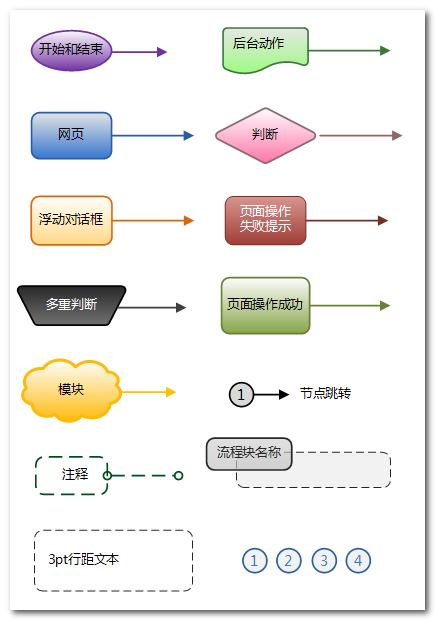 开始和结束
后台动作
网页
判断
浮动对话框
页面操作
失败提示
多重判断
页面操作成功
模块
1
节点跳转
注释
流程块名称
3pt行距文本
1 2 3 4